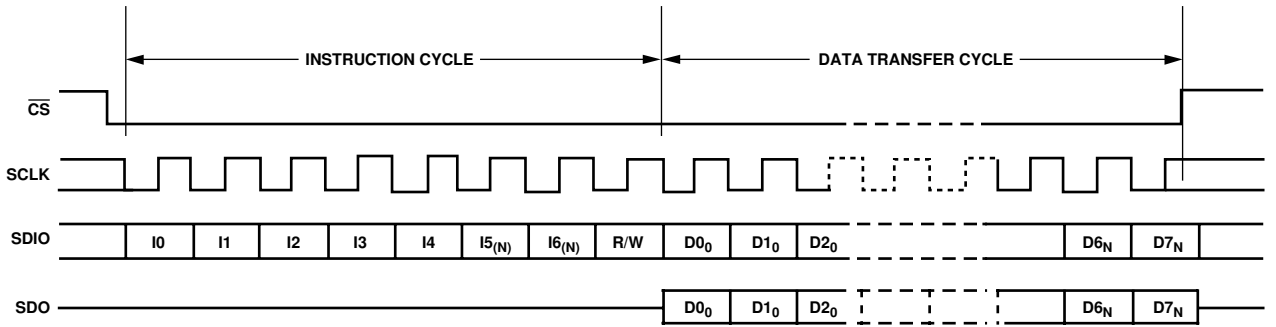 INSTRUCTION CYCLE DATA TRANSFER CYCLE
CS
SCLK
SDIO I0 I1 I2 I3 I4 I5(N) I6(N) R/W D00 D10 D20 D6N D7N
SDO D00 D10 D20 D6N D7N